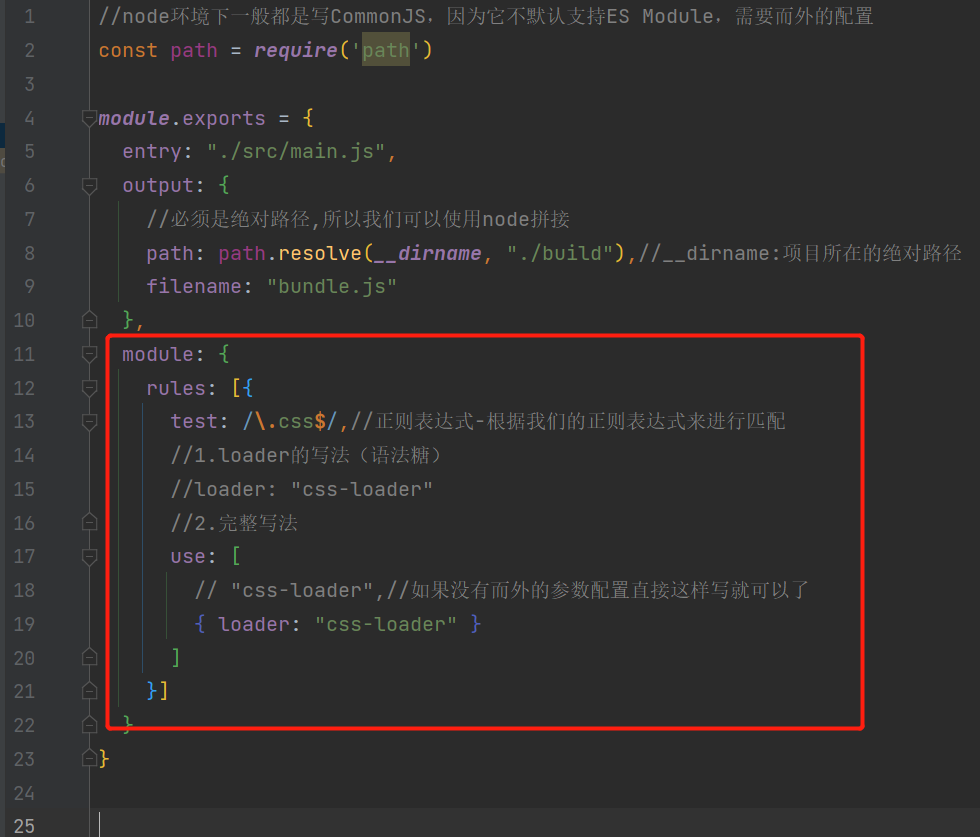 1 //node环境下一般都是写CommonJS，因为它不默认支持ES Module，需要而外的配置
2 const path = require('path')
3
4 module.exports = {
5   entry: "./src/main.js",
6   output: {
7     //必须是绝对路径,所以我们可以使用node拼接
8     path: path.resolve(__dirname, "./build"),//__dirname:项目所在的绝对路径
9     filename: "bundle.js"
10   },
11   module: {
12     rules: [{
13       test: /\.css$/,//正则表达式-根据我们的正则表达式来进行匹配
14       //1.loader的写法（语法糖）
15       //loader: "css-loader"
16       //2.完整写法
17       use: [
18         // "css-loader",//如果没有而外的参数配置直接这样写就可以了
19         { loader: "css-loader" }
20       ]
21     }]
22   }
23 }
24
25